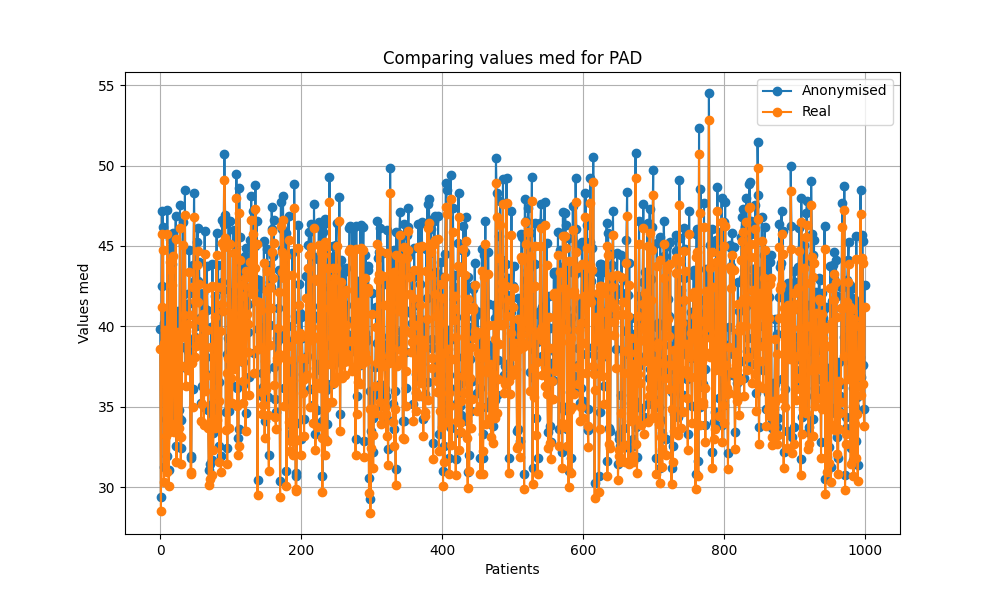 Comparing values med for PAD
Anonymised
Real
Values med
55
50
45
40
35
30
0
200
400
600
800
1000
Patients